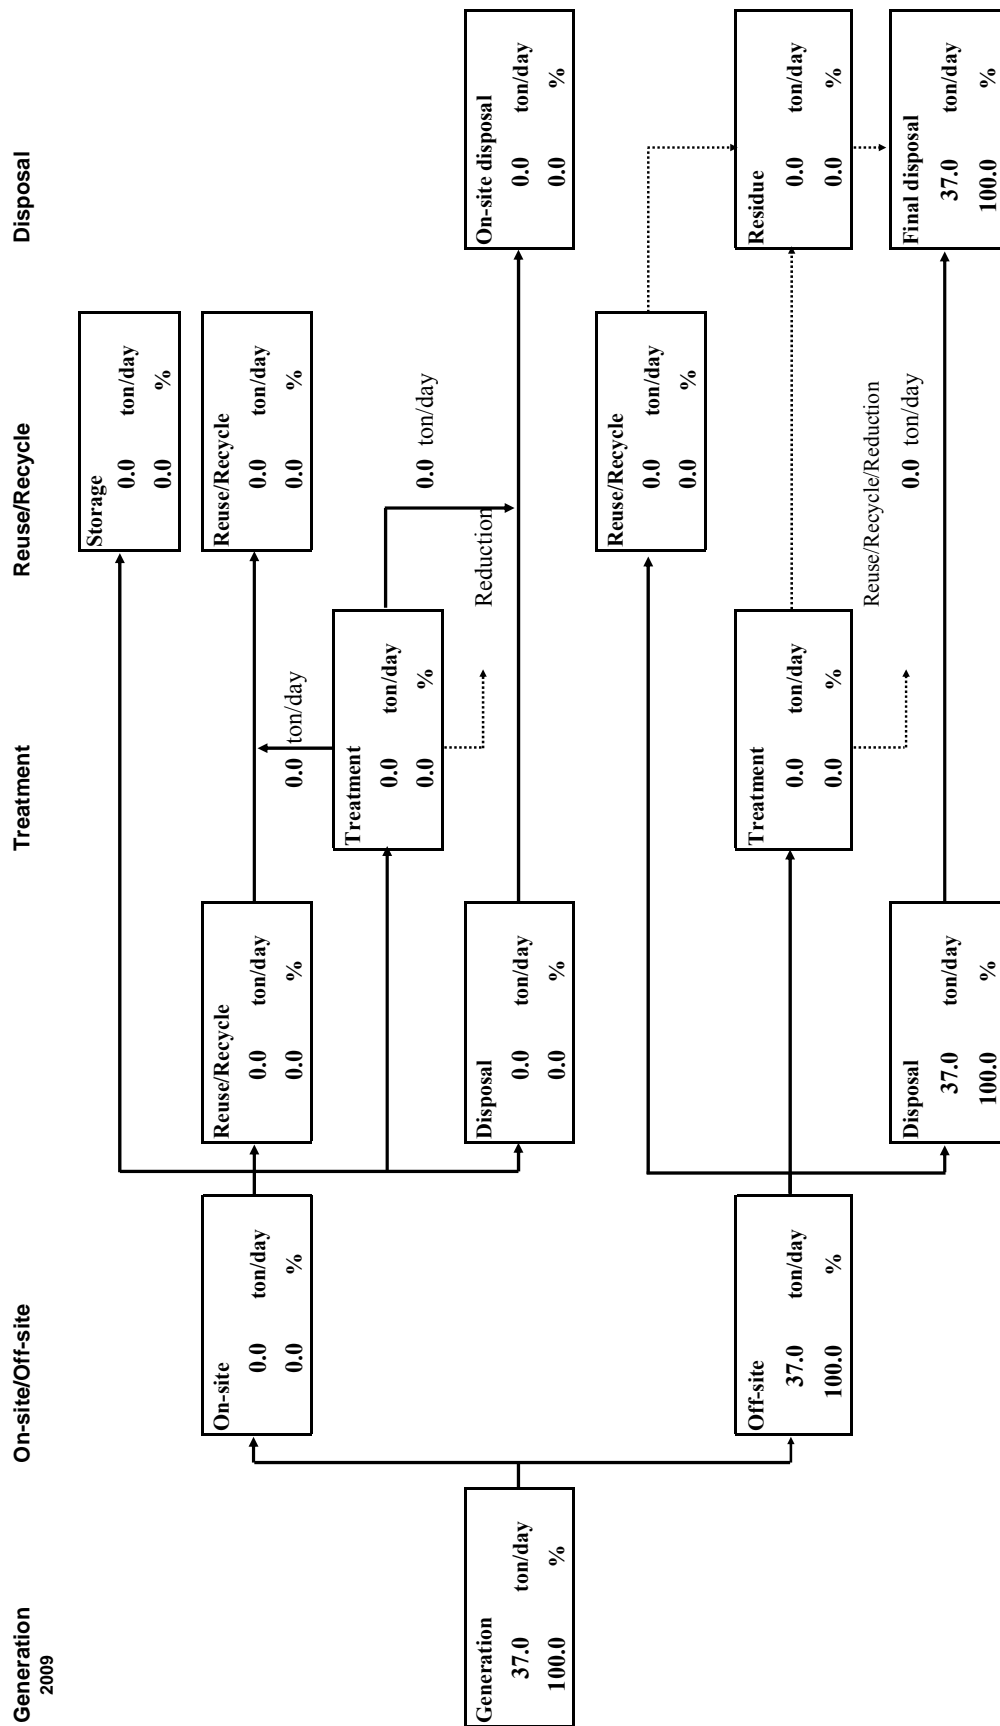 Generation
2009
On-site/Off-site
Treatment
Reuse/Recycle
Disposal
Generation
37.0 ton/day
100.0 %
On-site
0.0 ton/day
0.0 %
Off-site
37.0 ton/day
100.0 %
Storage
0.0 ton/day
0.0 %
Reuse/Recycle
0.0 ton/day
0.0 %
Reuse/Recycle
0.0 ton/day
0.0 %
0.0 ton/day
Treatment
0.0 ton/day
0.0 %
0.0 ton/day
Reduction
Disposal
0.0 ton/day
0.0 %
On-site disposal
0.0 ton/day
0.0 %
Reuse/Recycle
0.0 ton/day
0.0 %
Treatment
0.0 ton/day
0.0 %
Residue
0.0 ton/day
0.0 %
Reuse/Recycle/Reduction
0.0 ton/day
Disposal
37.0 ton/day
100.0 %
Final disposal
37.0 ton/day
100.0 %